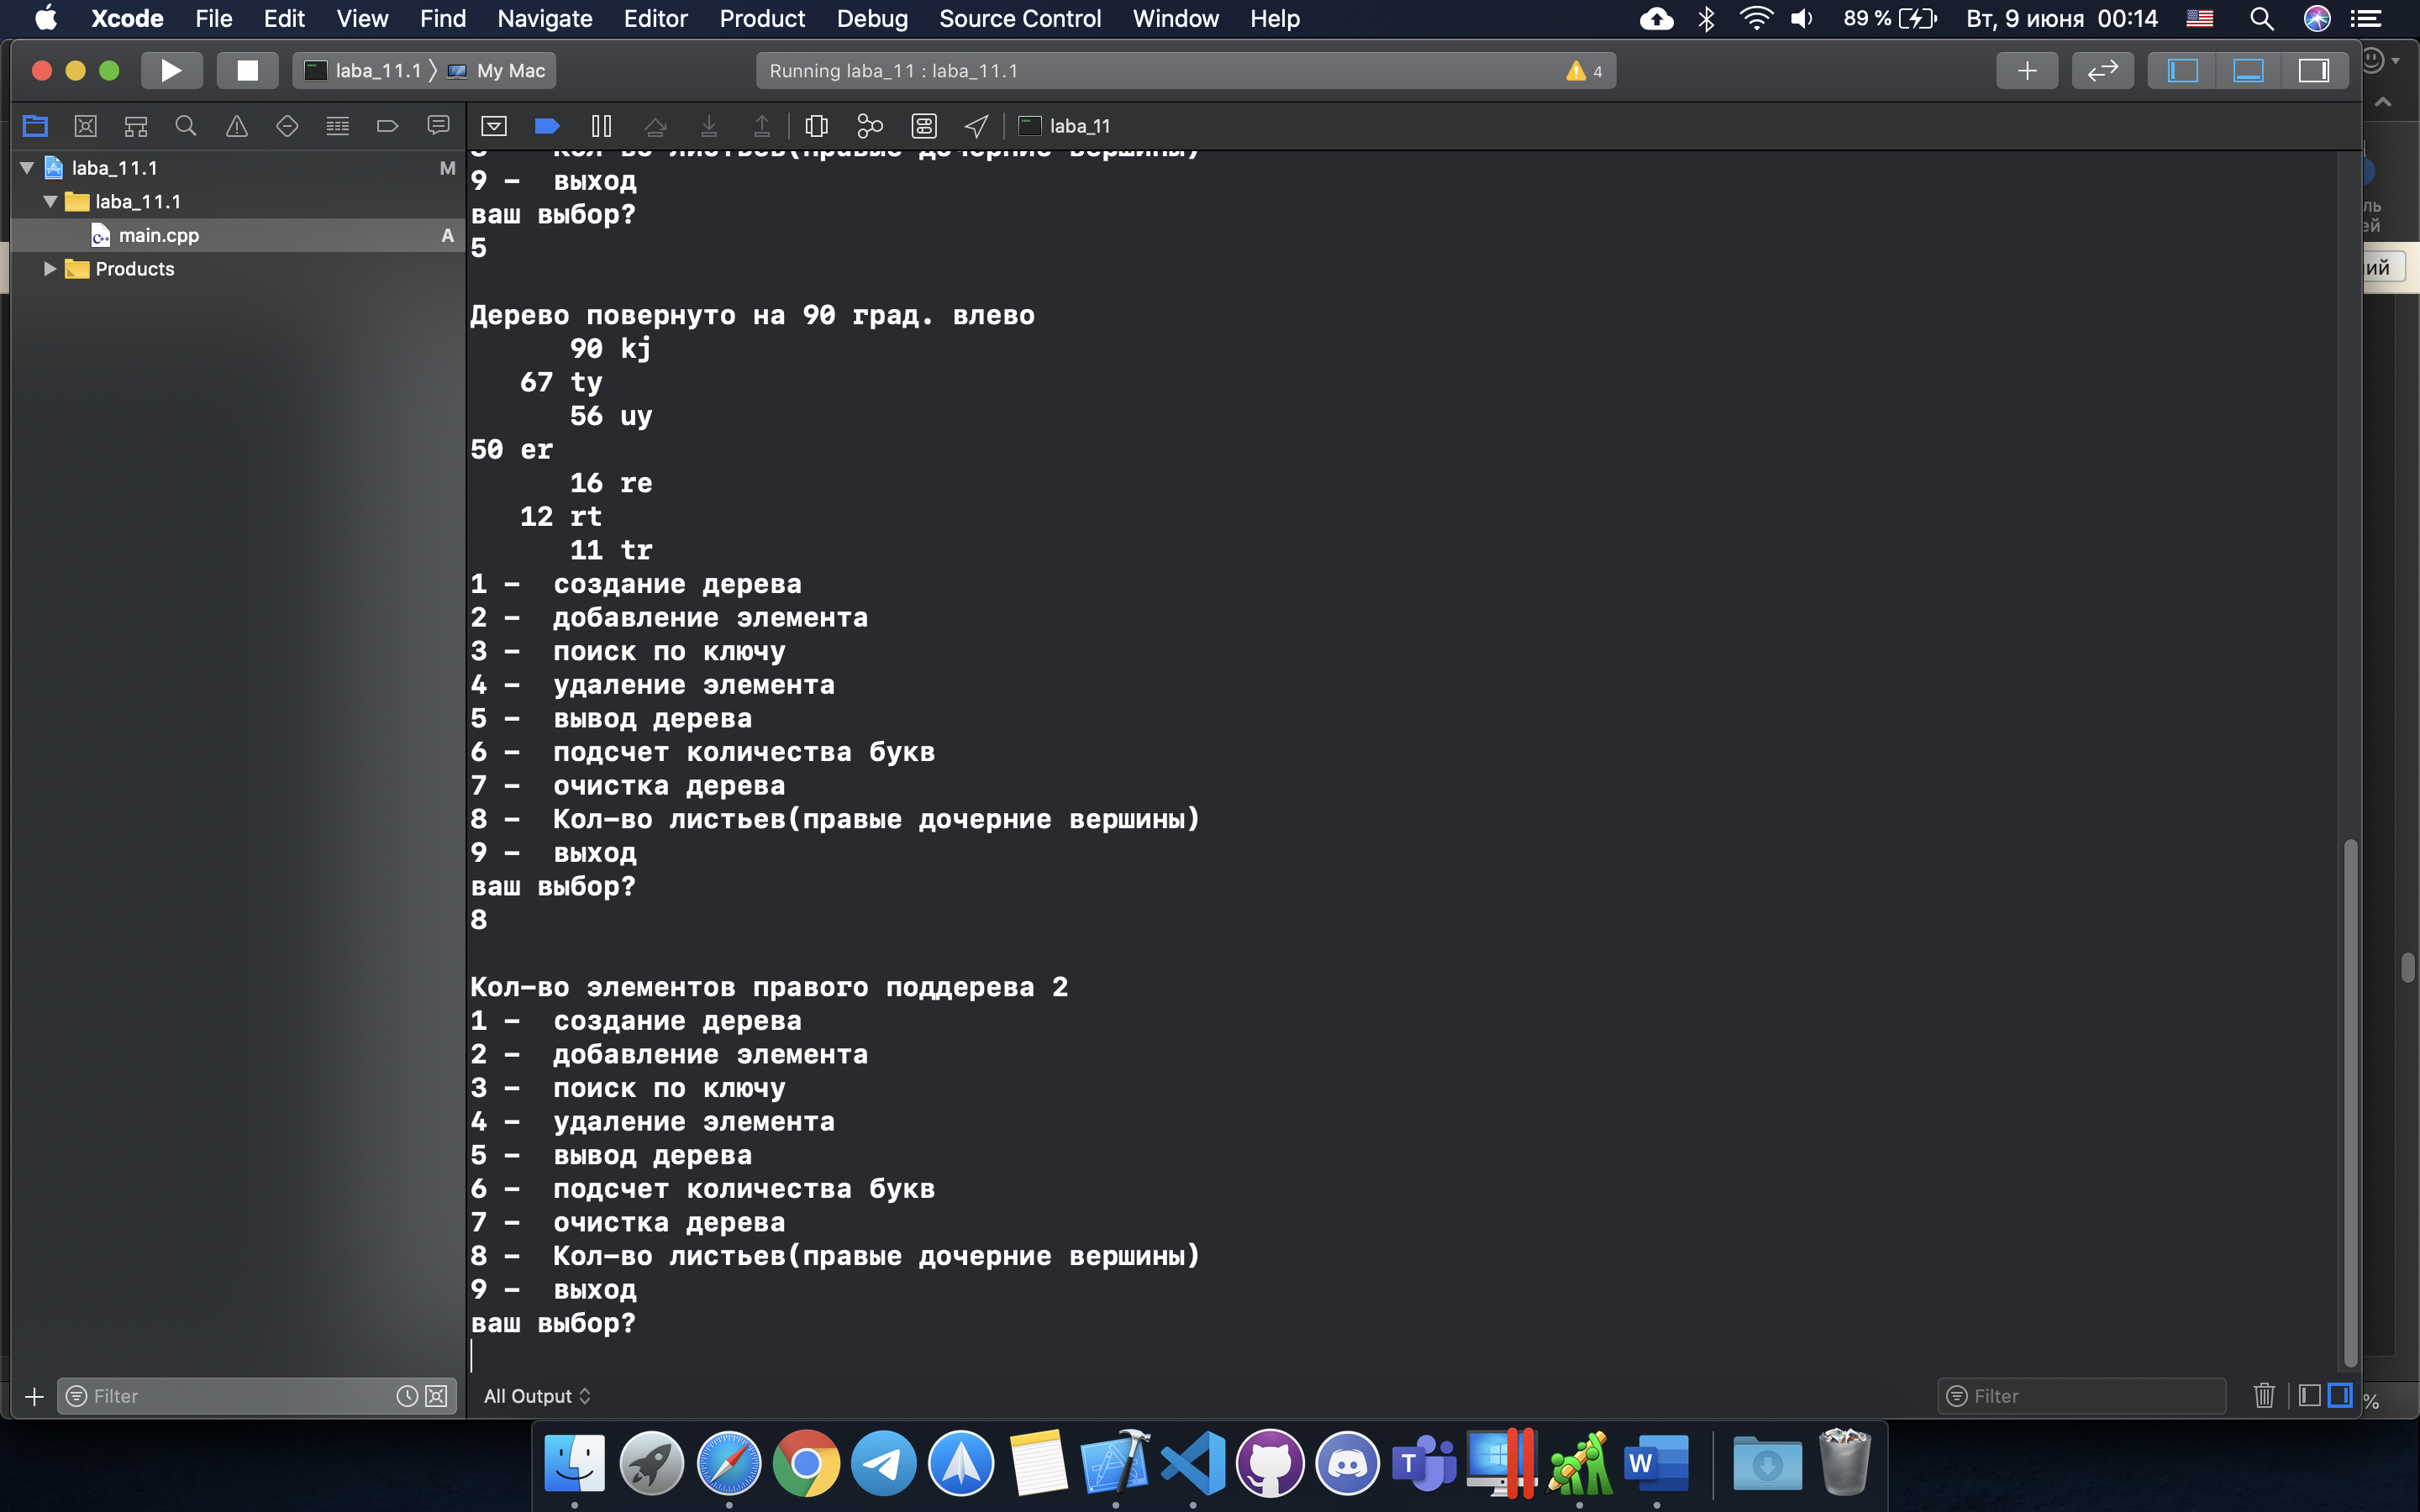 Xcode File Edit View Find Navigate Editor Product Debug Source Control Window Help 89 % Вт, 9 июня 00:14
laba_11.1 My Mac Running laba_11 : laba_11.1 4
laba_11
laba_11.1 M
laba_11.1
main.cpp A
Products
8 - Кол-во листьев(правые дочерние вершины)
9 - выход
ваш выбор?
5
Дерево повернуто на 90 град. влево
90 kj
67 ty
56 uy
50 er
16 re
12 rt
11 tr
1 - создание дерева
2 - добавление элемента
3 - поиск по ключу
4 - удаление элемента
5 - вывод дерева
6 - подсчет количества букв
7 - очистка дерева
8 - Кол-во листьев(правые дочерние вершины)
9 - выход
ваш выбор?
8
Кол-во элементов правого поддерева 2
1 - создание дерева
2 - добавление элемента
3 - поиск по ключу
4 - удаление элемента
5 - вывод дерева
6 - подсчет количества букв
7 - очистка дерева
8 - Кол-во листьев(правые дочерние вершины)
9 - выход
ваш выбор?
Filter All Output Filter %